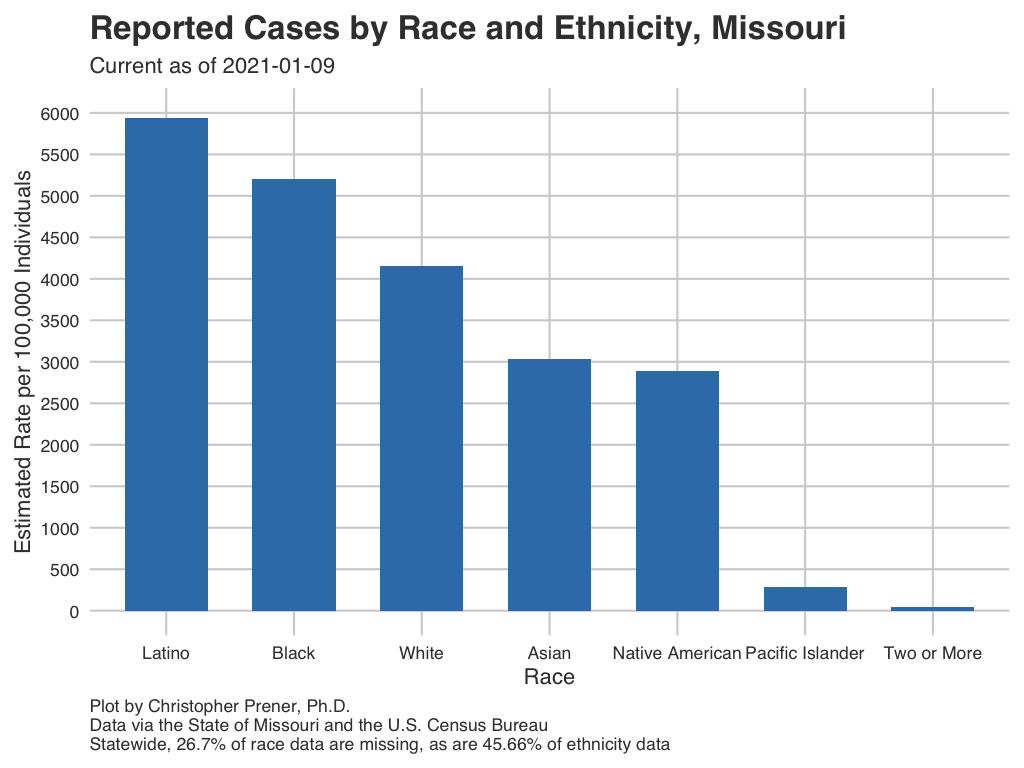 Reported Cases by Race and Ethnicity, Missouri
Current as of 2021-01-09
Estimated Rate per 100,000 Individuals
6000
5500
5000
4500
4000
3500
3000
2500
2000
1500
1000
500
0
Latino Black White Asian Native American Pacific Islander Two or More
Race
Plot by Christopher Prener, Ph.D.
Data via the State of Missouri and the U.S. Census Bureau
Statewide, 26.7% of race data are missing, as are 45.66% of ethnicity data